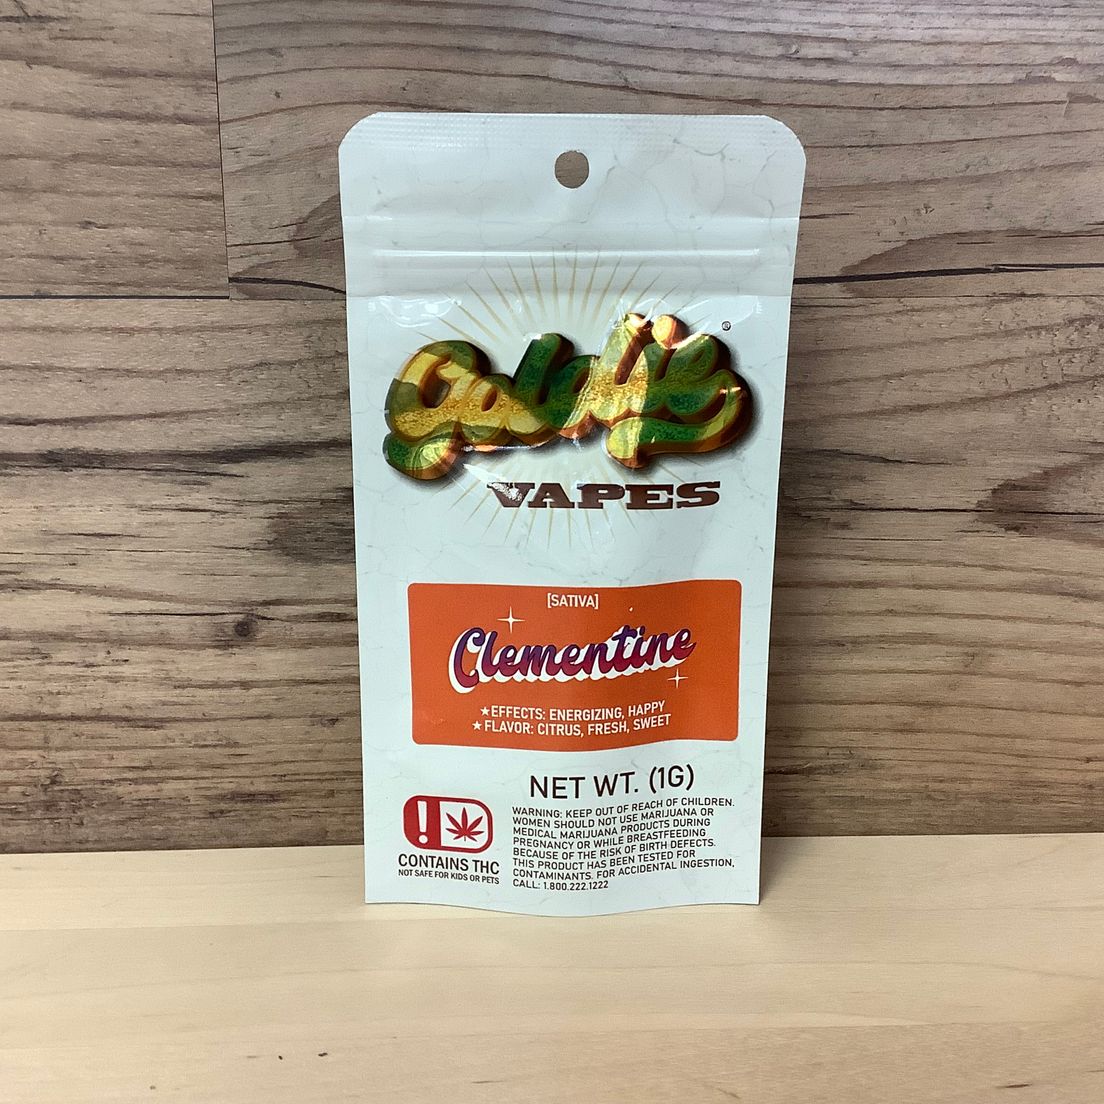 Goldie®
VAPES
[SATIVA]
Clementine
★EFFECTS: ENERGIZING, HAPPY
★FLAVOR: CITRUS, FRESH, SWEET
NET WT. (1G)
CONTAINS THC
NOT SAFE FOR KIDS OR PETS
WARNING: KEEP OUT OF REACH OF CHILDREN.
WOMEN SHOULD NOT USE MARIJUANA OR
MEDICAL MARIJUANA PRODUCTS DURING
PREGNANCY OR WHILE BREASTFEEDING
BECAUSE OF THE RISK OF BIRTH DEFECTS.
THIS PRODUCT HAS BEEN TESTED FOR
CONTAMINANTS. FOR ACCIDENTAL INGESTION,
CALL: 1.800.222.1222